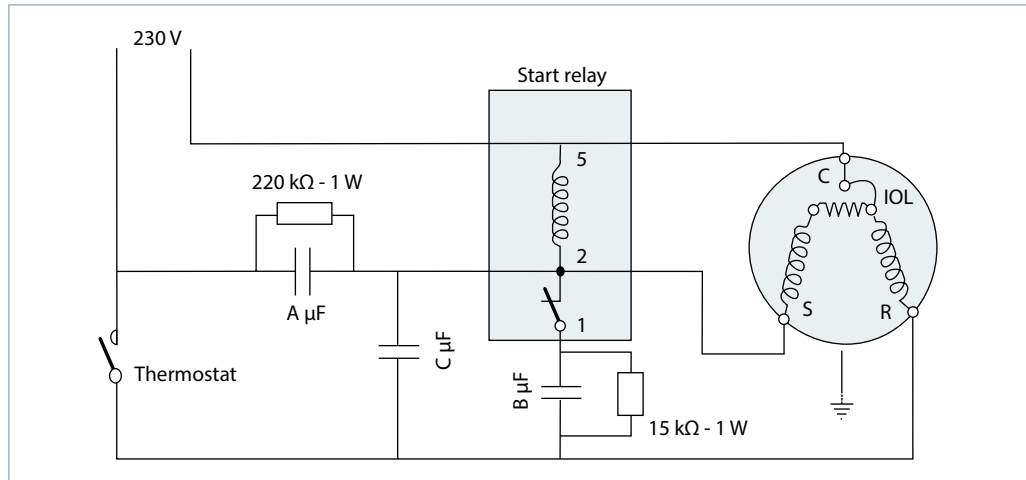 230 V
Start relay
5
C
IOL
220 kΩ - 1 W
2
A µF
S
R
1
C µF
Thermostat
B µF
15 kΩ - 1 W